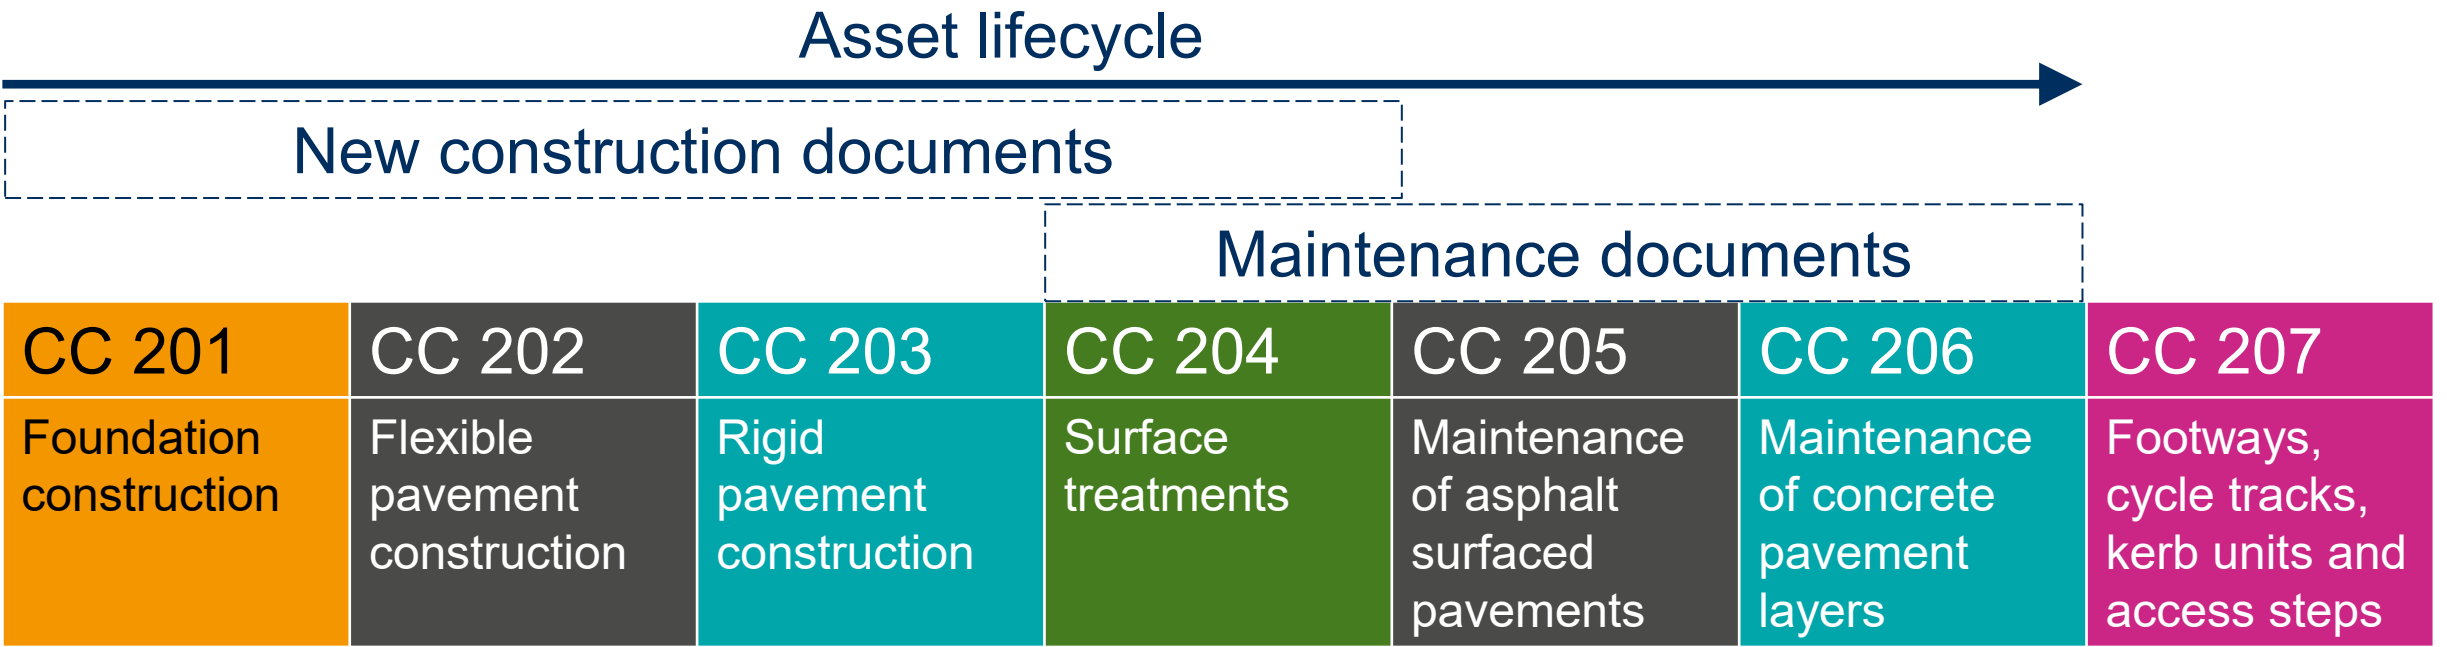 Asset lifecycle
New construction documents
Maintenance documents
CC 201
CC 202
CC 203
CC 204
CC 205
CC 206
CC 207
Foundation
construction
Flexible
pavement
construction
Rigid
pavement
construction
Surface
treatments
Maintenance
of asphalt
surfaced
pavements
Maintenance
of concrete
pavement
layers
Footways,
cycle tracks,
kerb units and
access steps